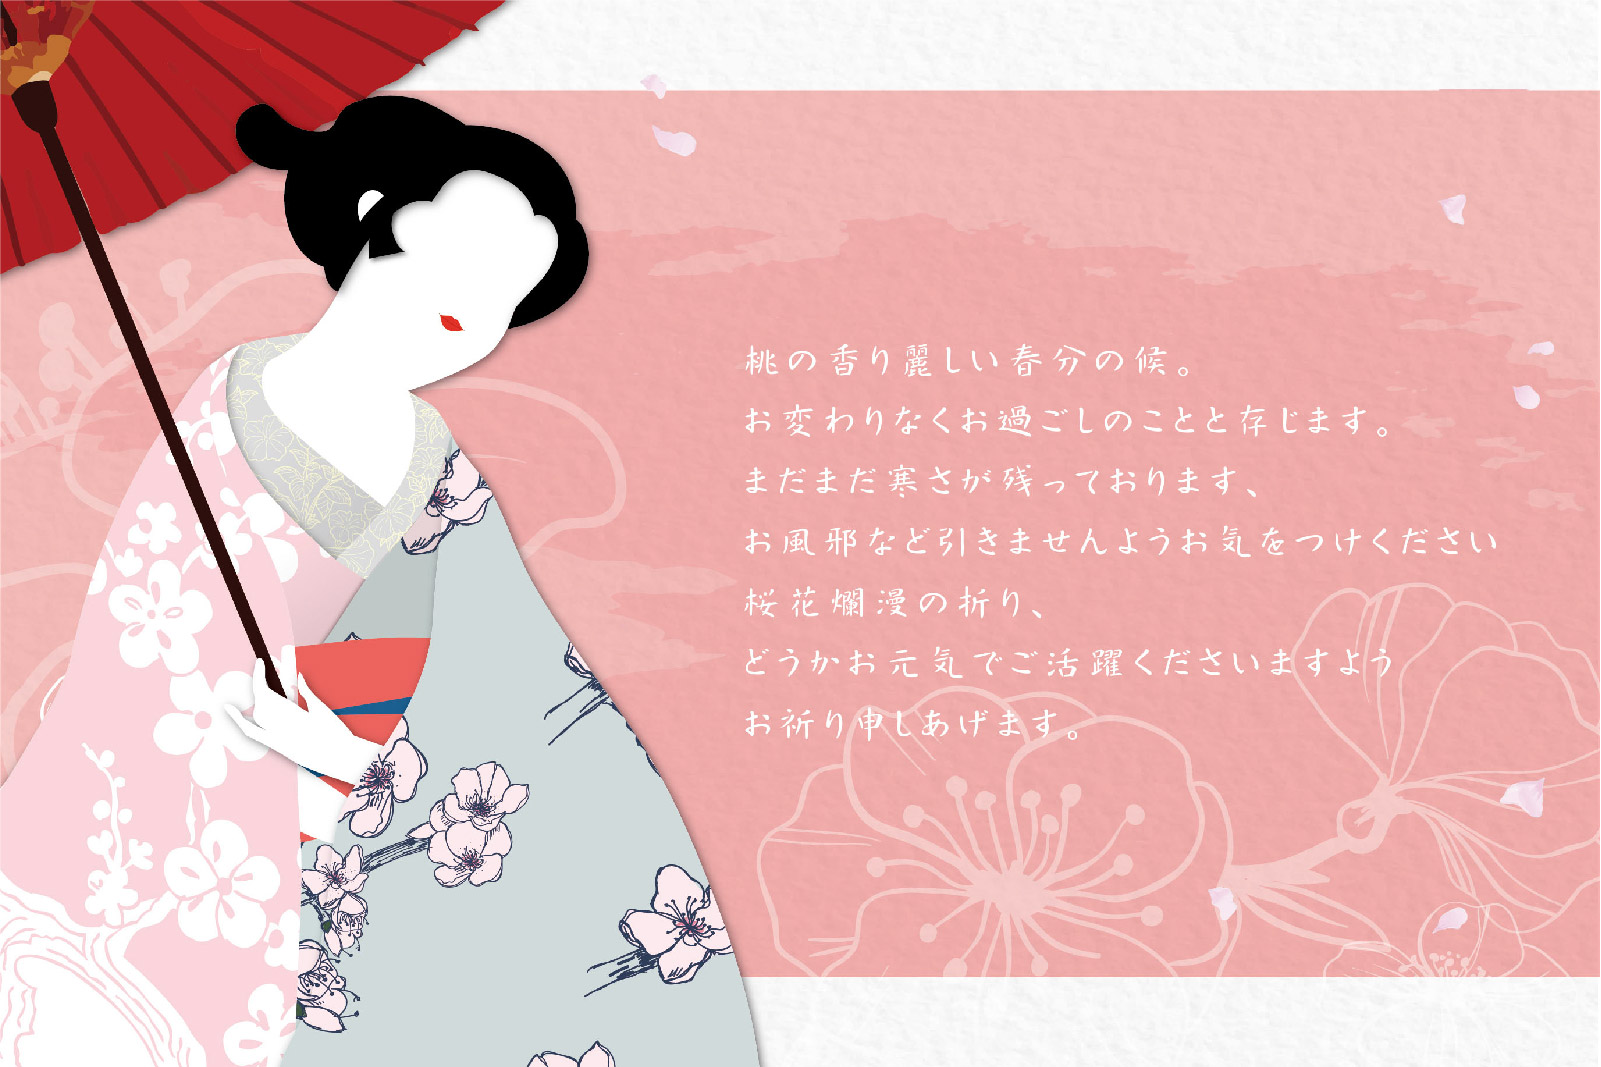 桃の香り麗しい春分の候。
お変わりなくお過ごしのことと存じます。
まだまだ寒さが残っております、
お風邪など引きませんようお気をつけください
桜花爛漫の折り、
どうかお元気でご活躍くださいますよう
お祈り申しあげます。